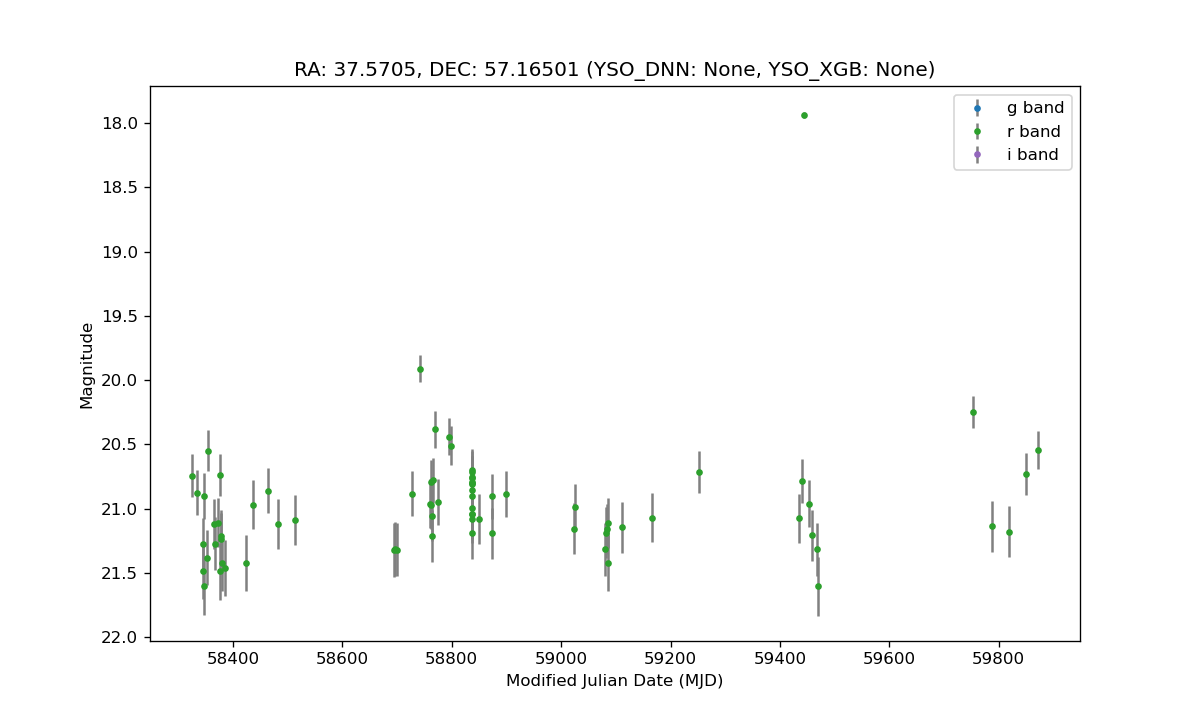 RA: 37.5705, DEC: 57.16501 (YSO_DNN: None, YSO_XGB: None)
g band
r band
i band
18.0
18.5
19.0
19.5
20.0
20.5
21.0
21.5
22.0
Magnitude
58400 58600 58800 59000 59200 59400 59600 59800
Modified Julian Date (MJD)